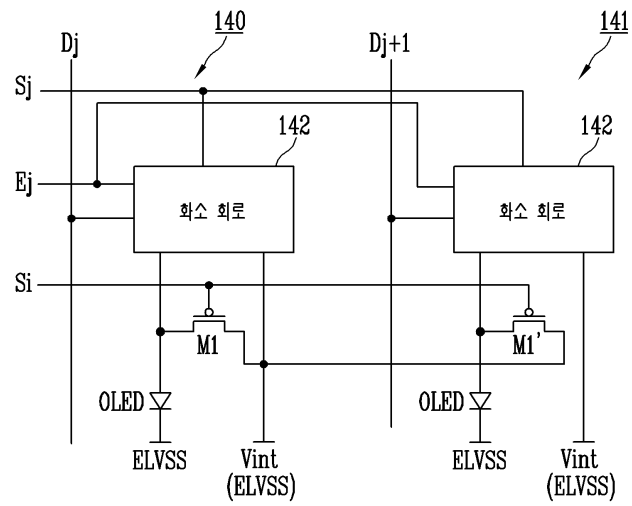 140
141
Dj
Dj+1
Sj
142
142
Ej
화소 회로
화소 회로
Si
M1
M1'
OLED
OLED
ELVSS
Vint
(ELVSS)
ELVSS
Vint
(ELVSS)